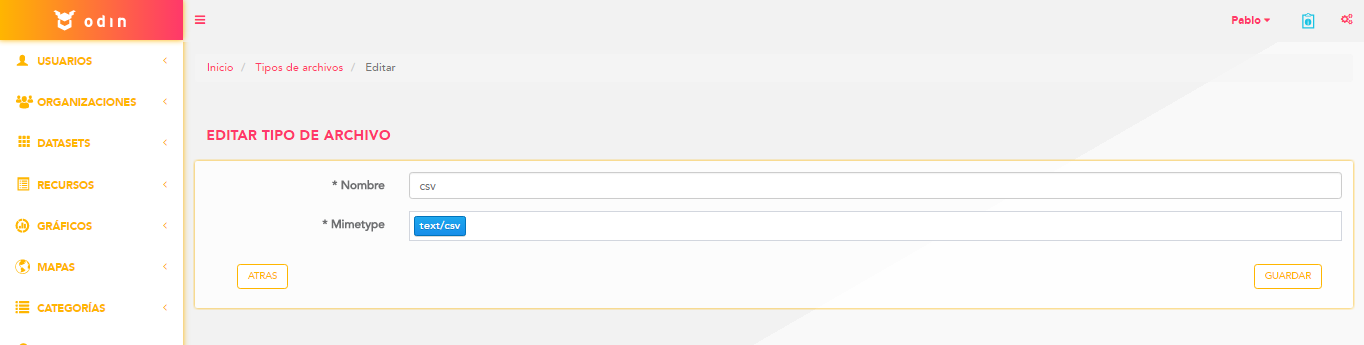 odin
Pablo
USUARIOS
ORGANIZACIONES
DATASETS
RECURSOS
GRÁFICOS
MAPAS
CATEGORÍAS
Inicio / Tipos de archivos / Editar
EDITAR TIPO DE ARCHIVO
* Nombre csv
* Mimetype text/csv
ATRAS GUARDAR